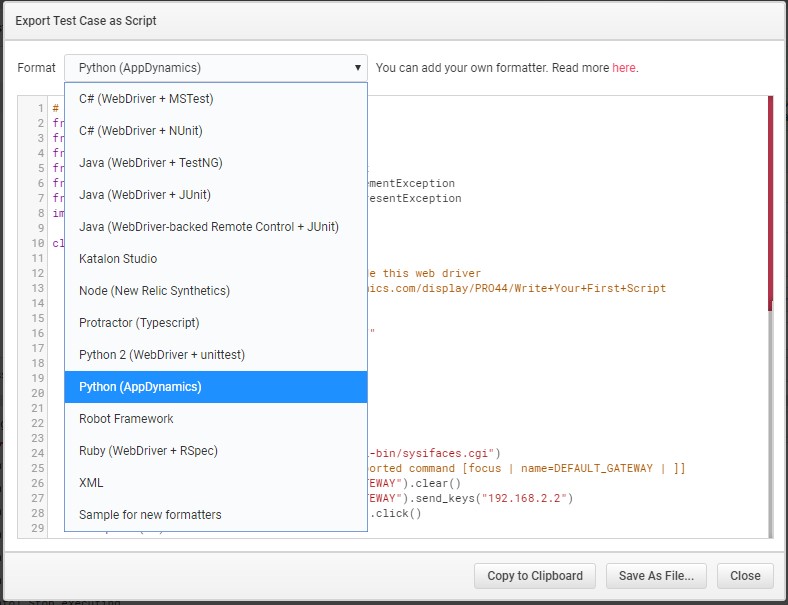 Export Test Case as Script
Format Python (AppDynamics) You can add your own formatter. Read more here.
C# (WebDriver + MSTest)
C# (WebDriver + NUnit)
Java (WebDriver + TestNG)
Java (WebDriver + JUnit)
Java (WebDriver-backed Remote Control + JUnit)
Katalon Studio
Node (New Relic Synthetics)
Protractor (Typescript)
Python 2 (WebDriver + unittest)
Python (AppDynamics)
Robot Framework
Ruby (WebDriver + RSpec)
XML
Sample for new formatters
1 #
2 fr
3 fr
4 fr
5 fr
6 fr ementException
7 fr resentException
8 im
9
10 cl
11
12 e this web driver
13 ics.com/display/PRO44/Write+Your+First+Script
14
15
16 "
17
18
19
20
21
22
23
24 -bin/sysifaces.cgi")
25 orted command [focus | name=DEFAULT_GATEWAY | ]]
26 EWAY").clear()
27 EWAY").send_keys("192.168.2.2")
28 .click()
29
Copy to Clipboard Save As File... Close